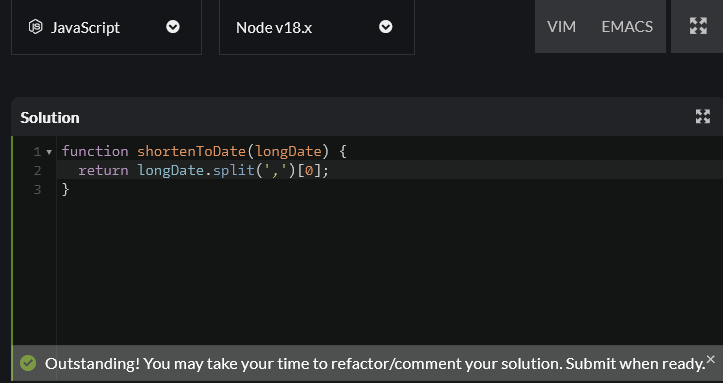 JavaScript
Node v18.x
VIM
EMACS
Solution
1 function shortenToDate(longDate) {
2   return longDate.split(',')[0];
3 }
Outstanding! You may take your time to refactor/comment your solution. Submit when ready.